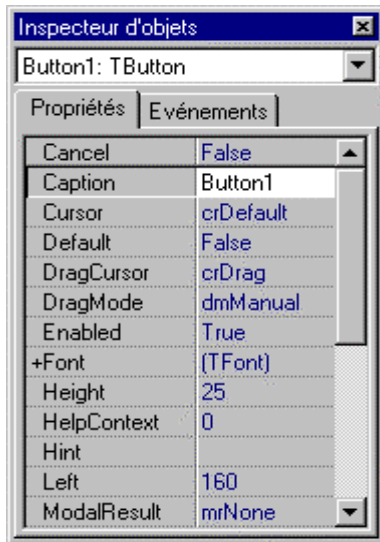 Inspecteur d'objets
Button1: TButton
Propriétés Evénements
Cancel False
Caption Button1
Cursor crDefault
Default False
DragCursor crDrag
DragMode dmManual
Enabled True
+Font (TFont)
Height 25
HelpContext 0
Hint
Left 160
ModalResult mrNone